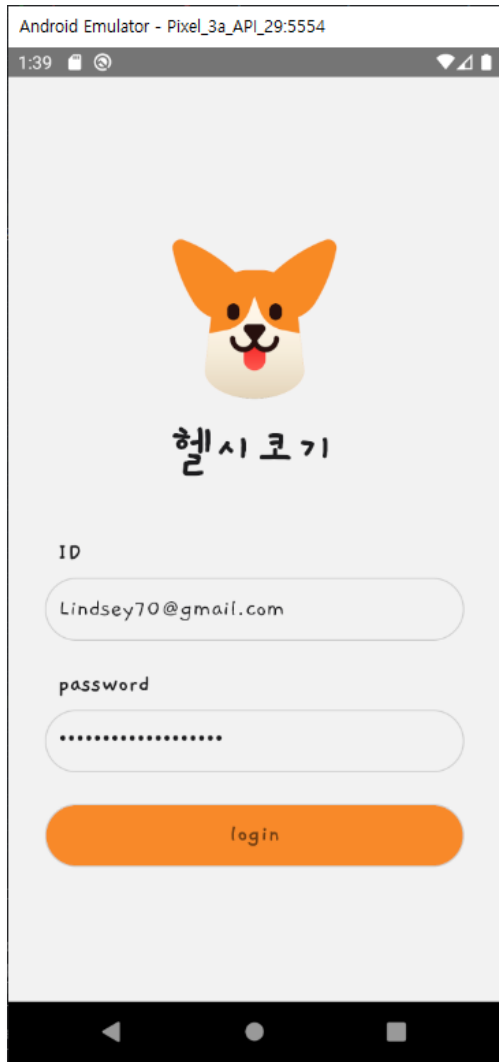 Android Emulator - Pixel_3a_API_29:5554
1:39
헬시코기
ID
Lindsey70@gmail.com
password
•••••••••••••••••••
login